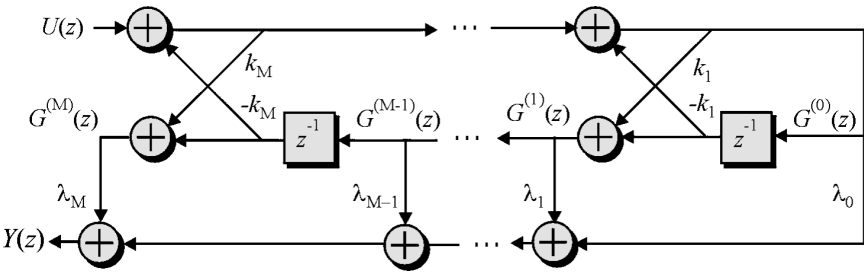 U(z) ... 
k_M k_1
-k_M -k_1
G^(M)(z) z^-1 G^(M-1)(z) ... G^(1)(z) z^-1 G^(0)(z)
λ_M λ_M–1 λ_1 λ_0
Y(z) ...